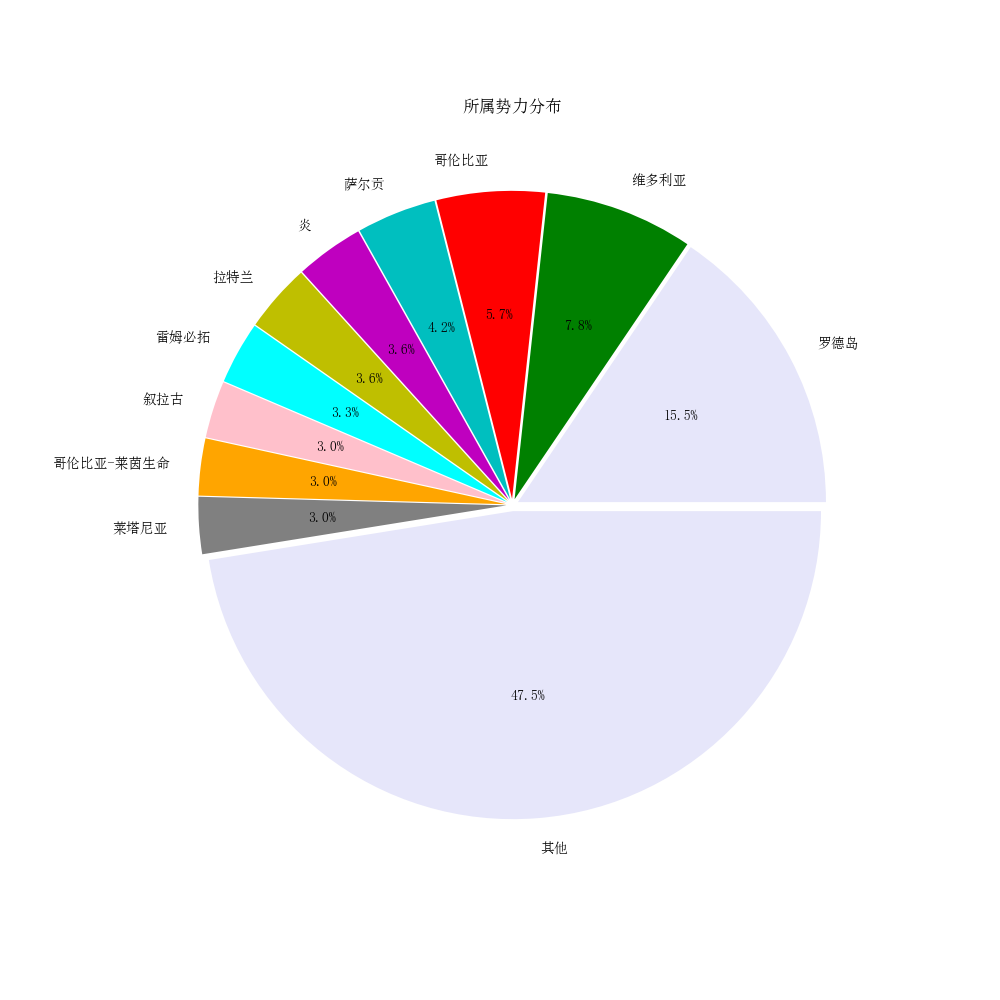 所属势力分布
哥伦比亚
维多利亚
萨尔贡
炎
拉特兰
罗德岛
雷姆必拓
叙拉古
哥伦比亚-莱茵生命
莱塔尼亚
其他
5.7%
7.8%
4.2%
3.6%
3.6%
3.3%
15.5%
3.0%
3.0%
3.0%
47.5%